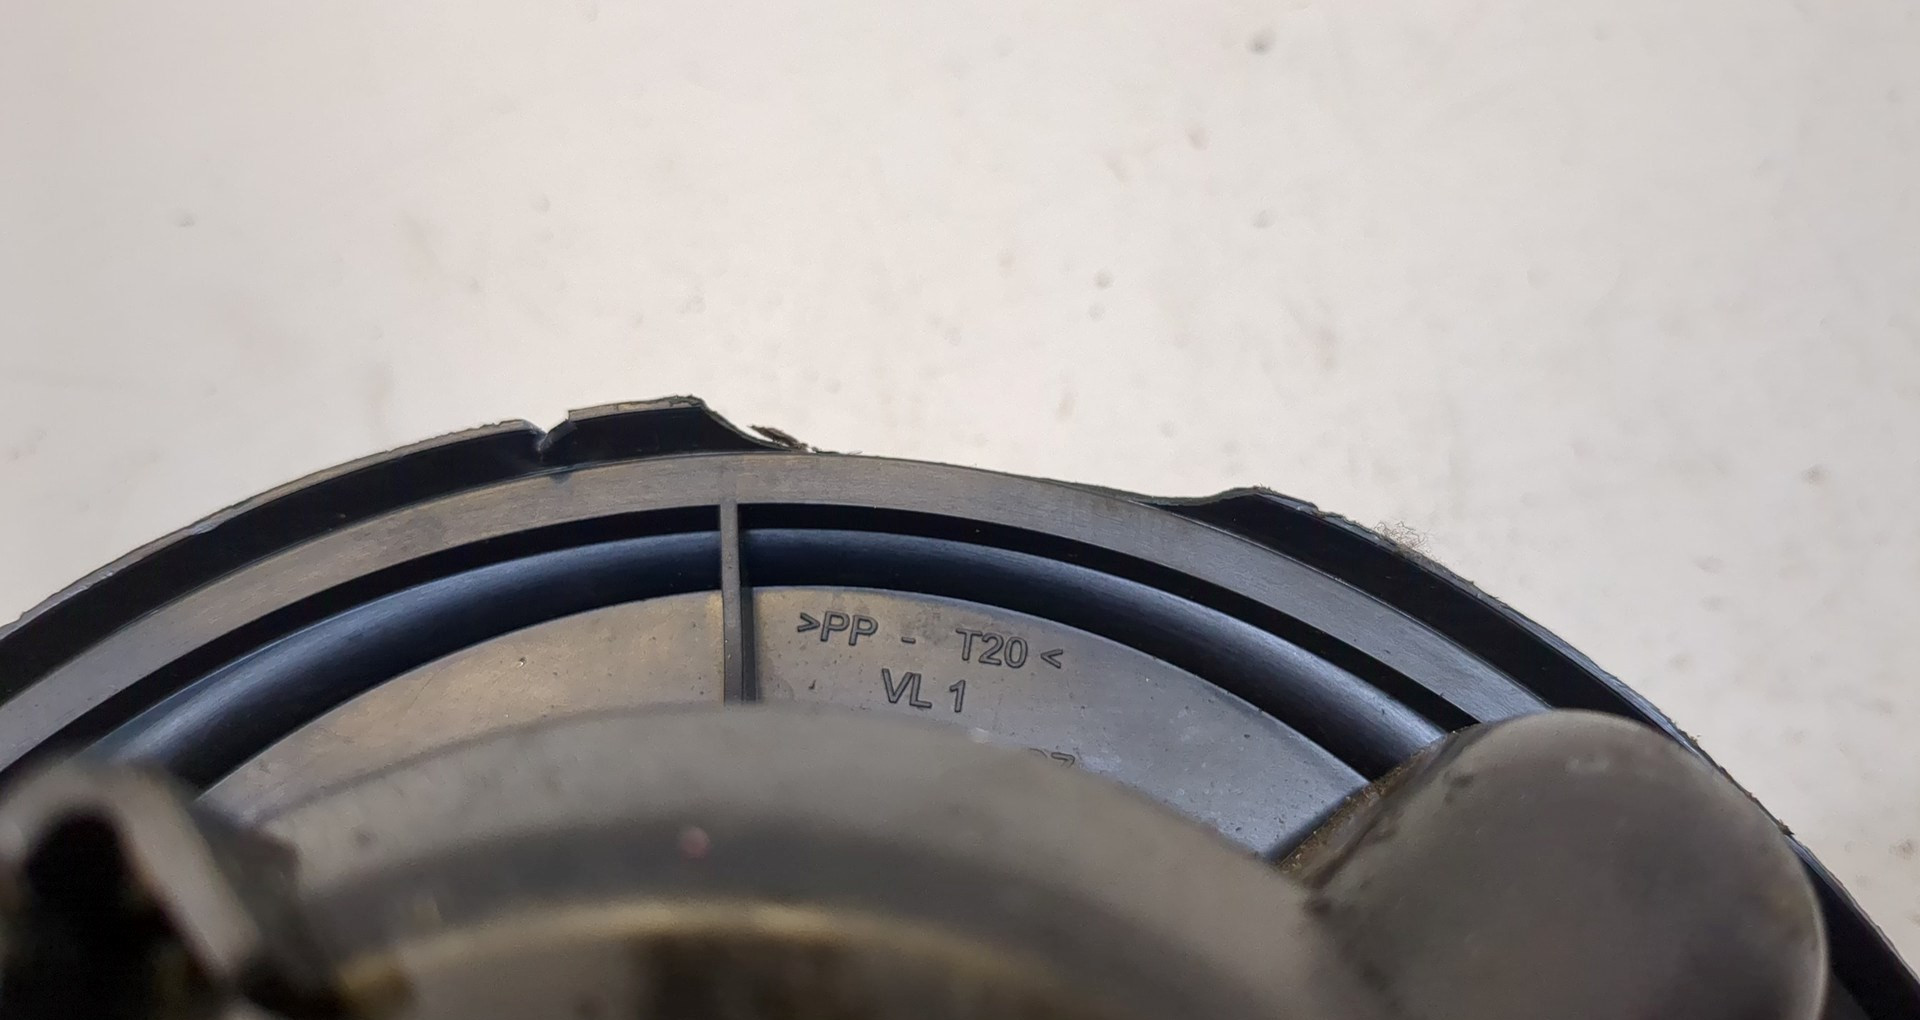 >PP - T20<
VL 1